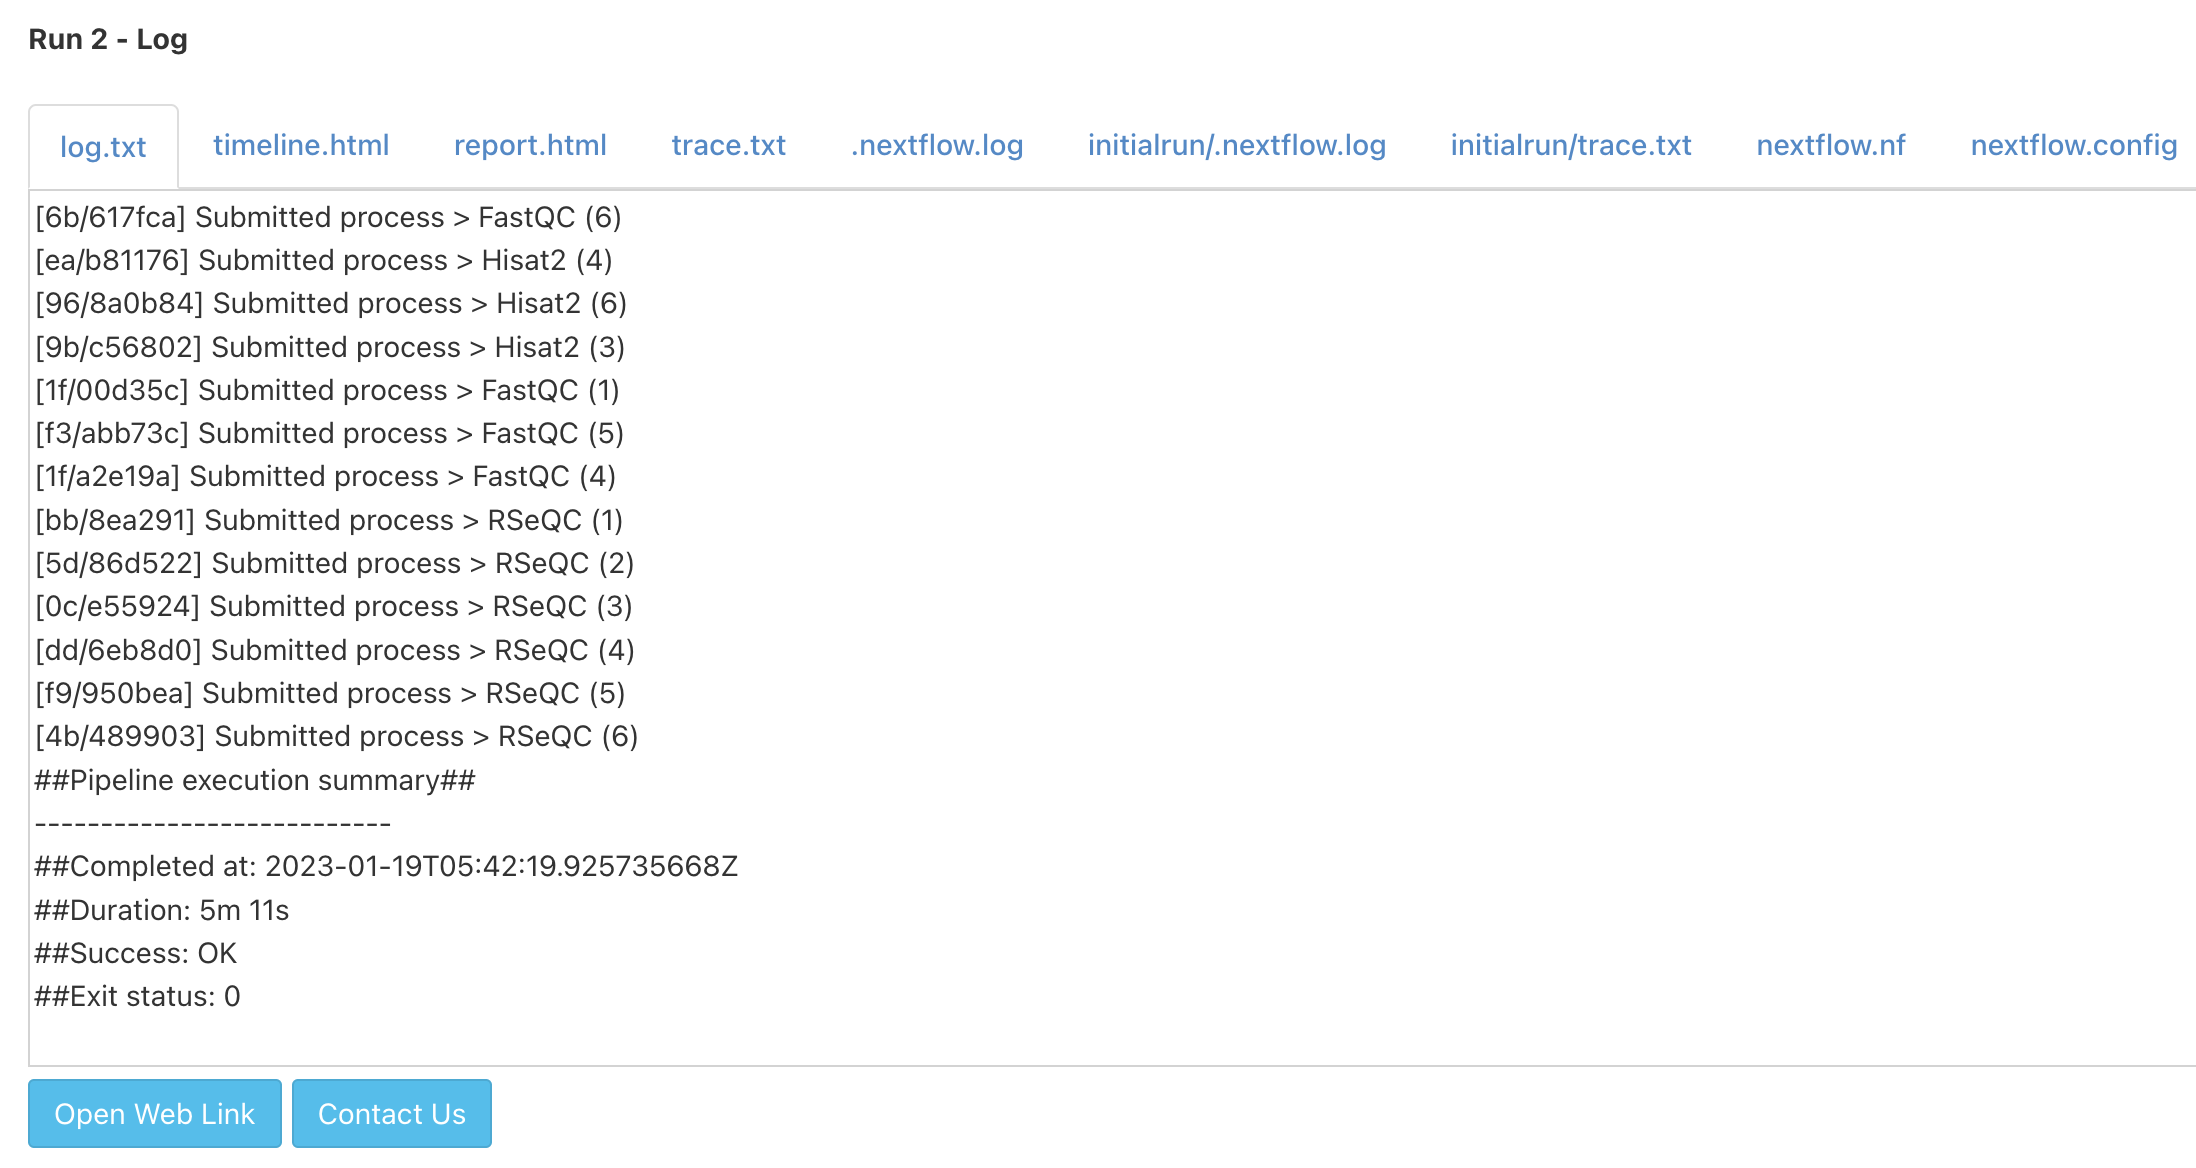 Run 2 - Log
log.txt timeline.html report.html trace.txt .nextflow.log initialrun/.nextflow.log initialrun/trace.txt nextflow.nf nextflow.config
[6b/617fca] Submitted process > FastQC (6)
[ea/b81176] Submitted process > Hisat2 (4)
[96/8a0b84] Submitted process > Hisat2 (6)
[9b/c56802] Submitted process > Hisat2 (3)
[1f/00d35c] Submitted process > FastQC (1)
[f3/abb73c] Submitted process > FastQC (5)
[1f/a2e19a] Submitted process > FastQC (4)
[bb/8ea291] Submitted process > RSeQC (1)
[5d/86d522] Submitted process > RSeQC (2)
[0c/e55924] Submitted process > RSeQC (3)
[dd/6eb8d0] Submitted process > RSeQC (4)
[f9/950bea] Submitted process > RSeQC (5)
[4b/489903] Submitted process > RSeQC (6)
##Pipeline execution summary##
---------------------------
##Completed at: 2023-01-19T05:42:19.925735668Z
##Duration: 5m 11s
##Success: OK
##Exit status: 0
Open Web Link Contact Us